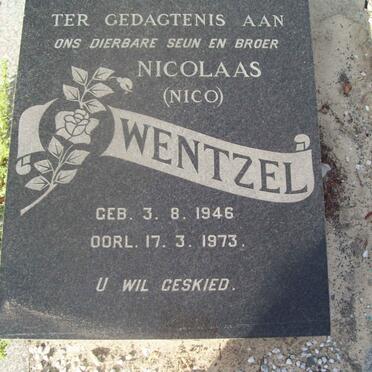 TER GEDAGTENIS AAN
ONS DIERBARE SEUN EN BROER
NICOLAAS
(NICO)
WENTZEL
GEB. 3. 8. 1946
OORL. 17. 3. 1973.
U WIL GESKIED.